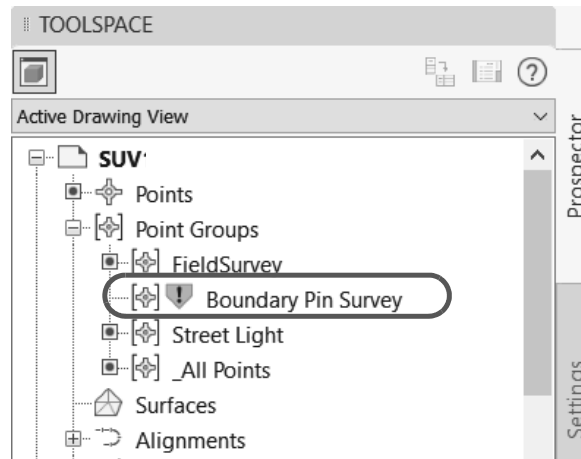 TOOLSPACE
?
Active Drawing View
SUV
Points
Point Groups
FieldSurvey
! Boundary Pin Survey
Street Light
_All Points
Surfaces
Alignments
Prospector
Settings